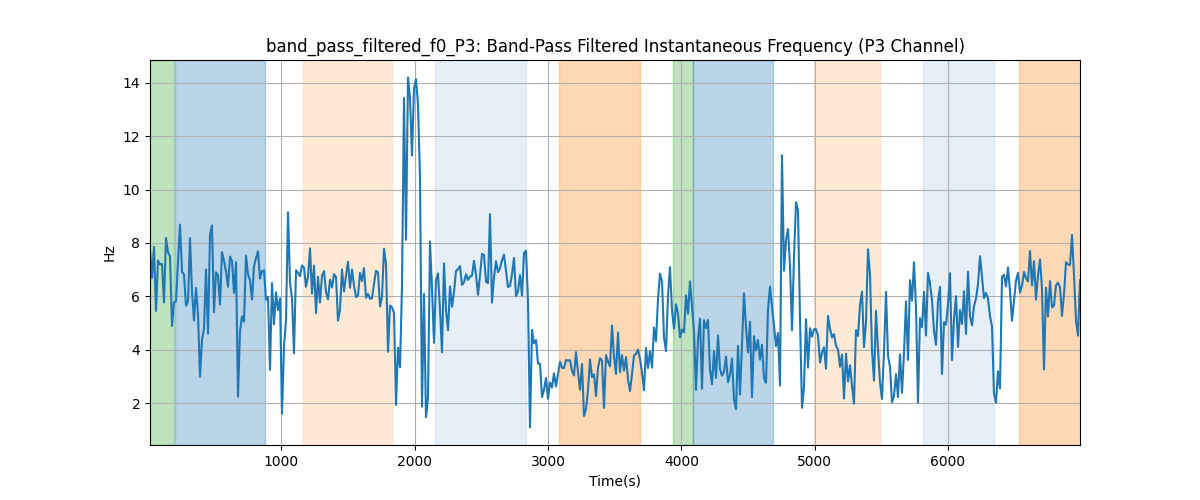 band_pass_filtered_f0_P3: Band-Pass Filtered Instantaneous Frequency (P3 Channel)
Hz
14
12
10
8
6
4
2
1000 2000 3000 4000 5000 6000
Time(s)